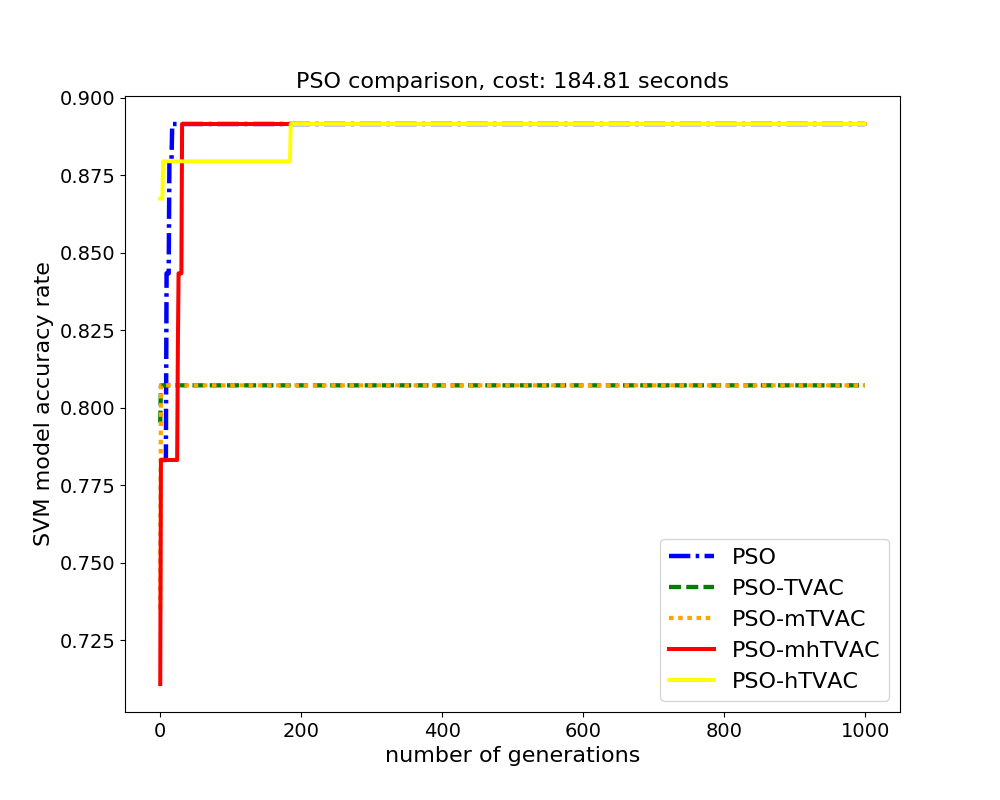 PSO comparison, cost: 184.81 seconds
0.900
0.875
0.850
0.825
0.800
0.775
0.750
0.725
SVM model accuracy rate
PSO
PSO-TVAC
PSO-mTVAC
PSO-mhTVAC
PSO-hTVAC
0 200 400 600 800 1000
number of generations